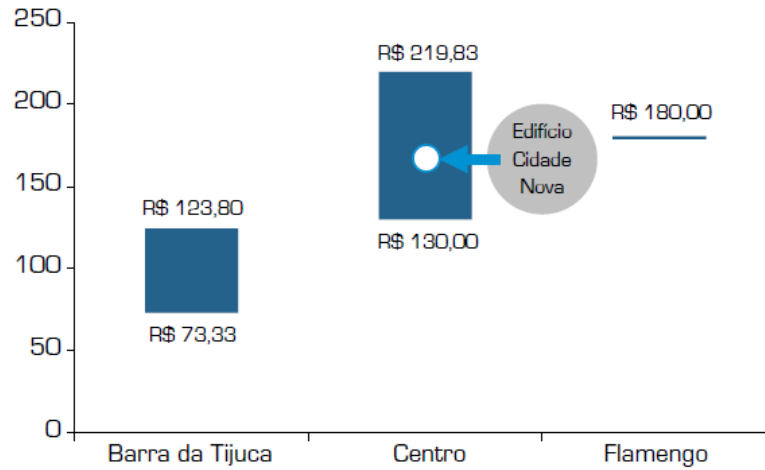 250
200
150
100
50
0
R$ 123,80
R$ 73,33
R$ 219,83
R$ 130,00
Edifício
Cidade
Nova
R$ 180,00
Barra da Tijuca
Centro
Flamengo